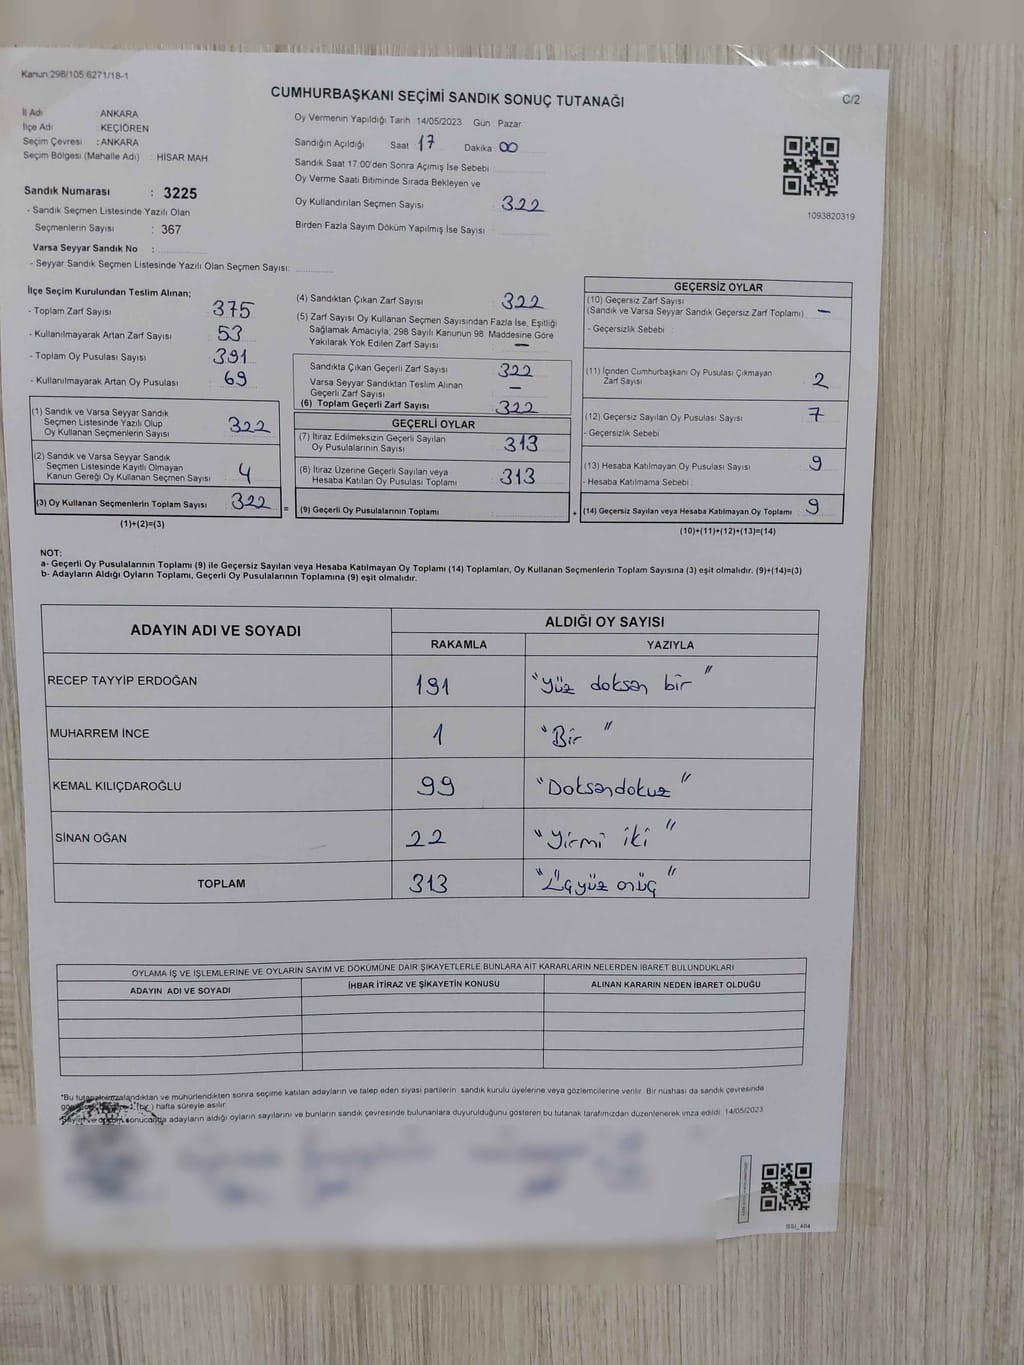 Kanun 298/105 6271/18-1
CUMHURBAŞKANI SEÇİMİ SANDIK SONUÇ TUTANAĞI
C/2
İl Adı : ANKARA
İlçe Adı : KEÇİÖREN
Seçim Çevresi : ANKARA
Seçim Bölgesi (Mahalle Adı) : HİSAR MAH
Sandık Numarası : 3225
- Sandık Seçmen Listesinde Yazılı Olan
Seçmenlerin Sayısı : 367
Varsa Seyyar Sandık No :
- Seyyar Sandık Seçmen Listesinde Yazılı Olan Seçmen Sayısı:
Oy Vermenin Yapıldığı Tarih : 14/05/2023 Gün : Pazar
Sandığın Açıldığı Saat 17 Dakika 00
Sandık Saat 17.00'den Sonra Açımış İse Sebebi
Oy Verme Saati Bitiminde Sırada Bekleyen ve
Oy Kullandırılan Seçmen Sayısı 322
Birden Fazla Sayım Döküm Yapılmış İse Sayısı
1093820319
İlçe Seçim Kurulundan Teslim Alınan;
- Toplam Zarf Sayısı 375
- Kullanılmayarak Artan Zarf Sayısı 53
- Toplam Oy Pusulası Sayısı 391
- Kullanılmayarak Artan Oy Pusulası 69
(1) Sandık ve Varsa Seyyar Sandık
Seçmen Listesinde Yazılı Olup
Oy Kullanan Seçmenlerin Sayısı 322
(2) Sandık ve Varsa Seyyar Sandık
Seçmen Listesinde Kayıtlı Olmayan
Kanun Gereği Oy Kullanan Seçmen Sayısı 4
(3) Oy Kullanan Seçmenlerin Toplam Sayısı 322 =
(1)+(2)=(3)
(4) Sandıktan Çıkan Zarf Sayısı 322
(5) Zarf Sayısı Oy Kullanan Seçmen Sayısından Fazla İse, Eşitliği
Sağlamak Amacıyla, 298 Sayılı Kanunun 98. Maddesine Göre
Yakılarak Yok Edilen Zarf Sayısı —
Sandıkta Çıkan Geçerli Zarf Sayısı 322
Varsa Seyyar Sandıktan Teslim Alınan
Geçerli Zarf Sayısı —
(6) Toplam Geçerli Zarf Sayısı 322
GEÇERLİ OYLAR
(7) İtiraz Edilmeksizin Geçerli Sayılan
Oy Pusulalarının Sayısı 313
(8) İtiraz Üzerine Geçerli Sayılan veya
Hesaba Katılan Oy Pusulası Toplamı 313
(9) Geçerli Oy Pusulalarının Toplamı +
GEÇERSİZ OYLAR
(10) Geçersiz Zarf Sayısı
(Sandık ve Varsa Seyyar Sandık Geçersiz Zarf Toplamı) —
- Geçersizlik Sebebi :
(11) İçinden Cumhurbaşkanı Oy Pusulası Çıkmayan
Zarf Sayısı 2
(12) Geçersiz Sayılan Oy Pusulası Sayısı 7
- Geçersizlik Sebebi
(13) Hesaba Katılmayan Oy Pusulası Sayısı 9
- Hesaba Katılmama Sebebi
(14) Geçersiz Sayılan veya Hesaba Katılmayan Oy Toplamı 9
(10)+(11)+(12)+(13)=(14)
NOT:
a- Geçerli Oy Pusulalarının Toplamı (9) ile Geçersiz Sayılan veya Hesaba Katılmayan Oy Toplamı (14) Toplamları, Oy Kullanan Seçmenlerin Toplam Sayısına (3) eşit olmalıdır. (9)+(14)=(3)
b- Adayların Aldığı Oyların Toplamı, Geçerli Oy Pusulalarının Toplamına (9) eşit olmalıdır.
ADAYIN ADI VE SOYADI
ALDIĞI OY SAYISI
RAKAMLA YAZIYLA
RECEP TAYYİP ERDOĞAN 191 "Yüz doksan bir"
MUHARREM İNCE 1 "Bir"
KEMAL KILIÇDAROĞLU 99 "Doksandokuz"
SİNAN OĞAN 22 "Yirmi iki"
TOPLAM 313 "Üçyüz onüç"
OYLAMA İŞ VE İŞLEMLERİNE VE OYLARIN SAYIM VE DÖKÜMÜNE DAİR ŞİKAYETLERLE BUNLARA AİT KARARLARIN NELERDEN İBARET BULUNDUKLARI
ADAYIN ADI VE SOYADI İHBAR İTİRAZ VE ŞİKAYETİN KONUSU ALINAN KARARIN NEDEN İBARET OLDUĞU
*Bu tutanak imzalandıktan ve mühürlendikten sonra seçime katılan adayların ve talep eden siyasi partilerin sandık kurulu üyelerine veya gözlemcilerine verilir. Bir nüshası da sandık çevresinde
1 (bir) hafta süreyle asılır
sonucunda adayların aldığı oyların sayılarını ve bunların sandık çevresinde bulunanlara duyurulduğunu gösteren bu tutanak tarafımızdan düzenlenerek imza edildi. 14/05/2023
SSI_404